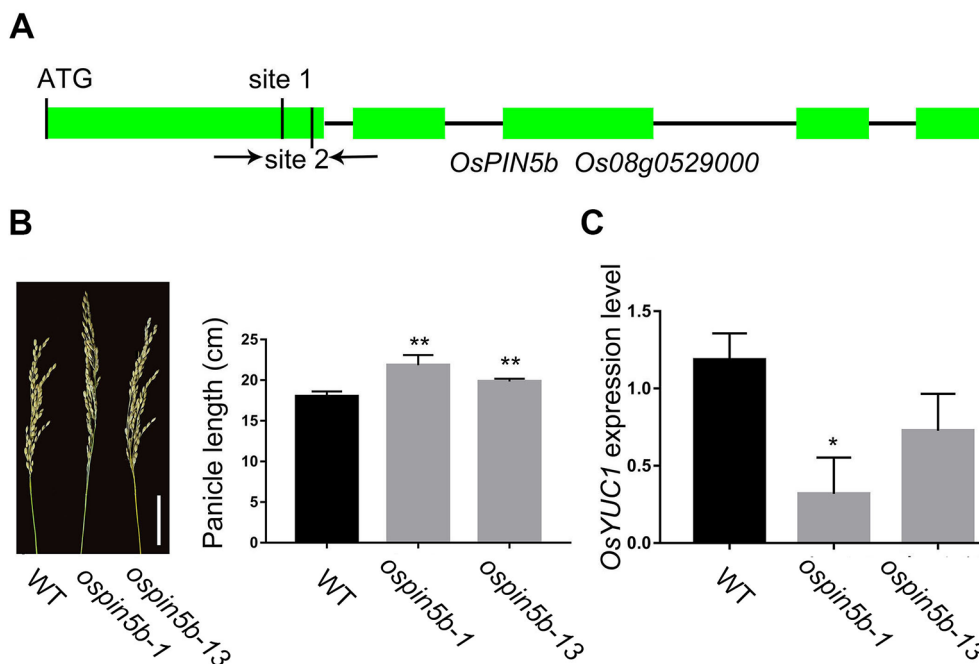 A
ATG
site 1
site 2
OsPIN5b Os08g0529000
B
Panicle length (cm)
25
20
15
10
5
0
**
**
WT
ospin5b-1
ospin5b-13
WT
ospin5b-1
ospin5b-13
C
OsYUC1 expression level
1.5
1.0
0.5
0.0
*
WT
ospin5b-1
ospin5b-13